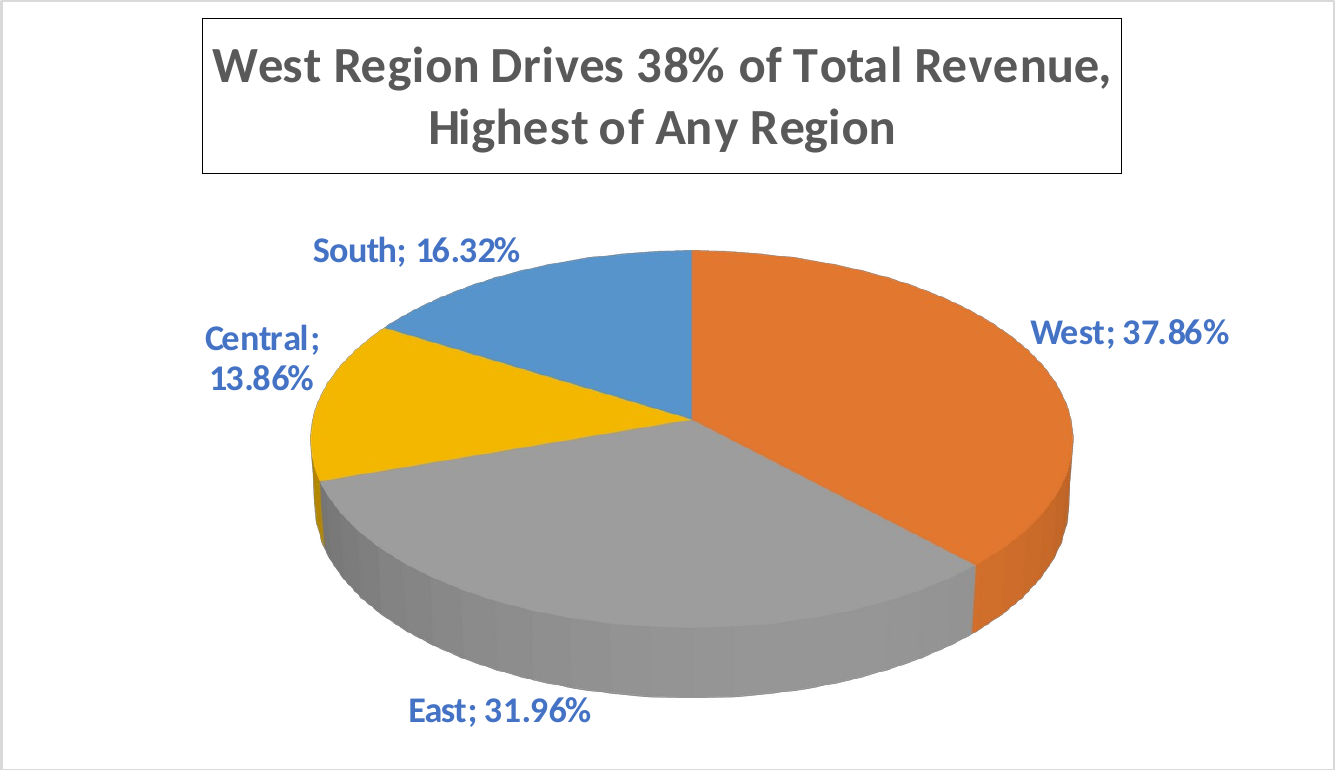 West Region Drives 38% of Total Revenue,
Highest of Any Region
South; 16.32%
Central;
13.86%
West; 37.86%
East; 31.96%